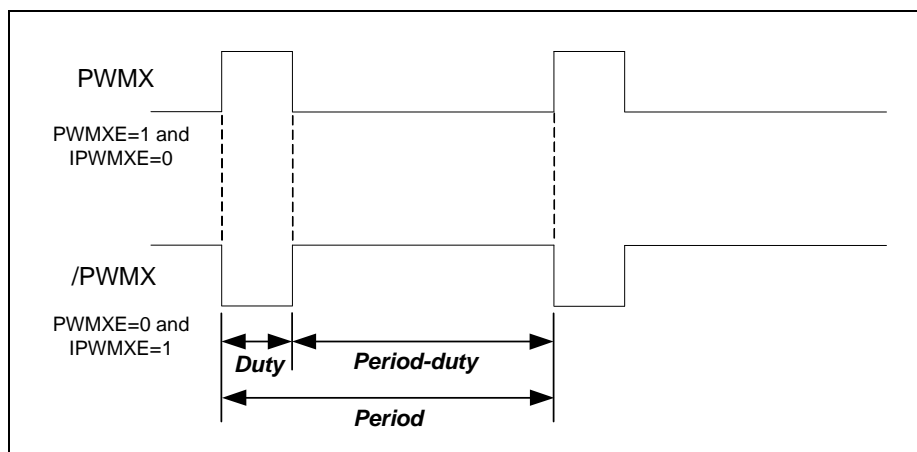 PWMX
PWMXE=1 and
IPWMXE=0
/PWMX
PWMXE=0 and
IPWMXE=1
Duty
Period-duty
Period